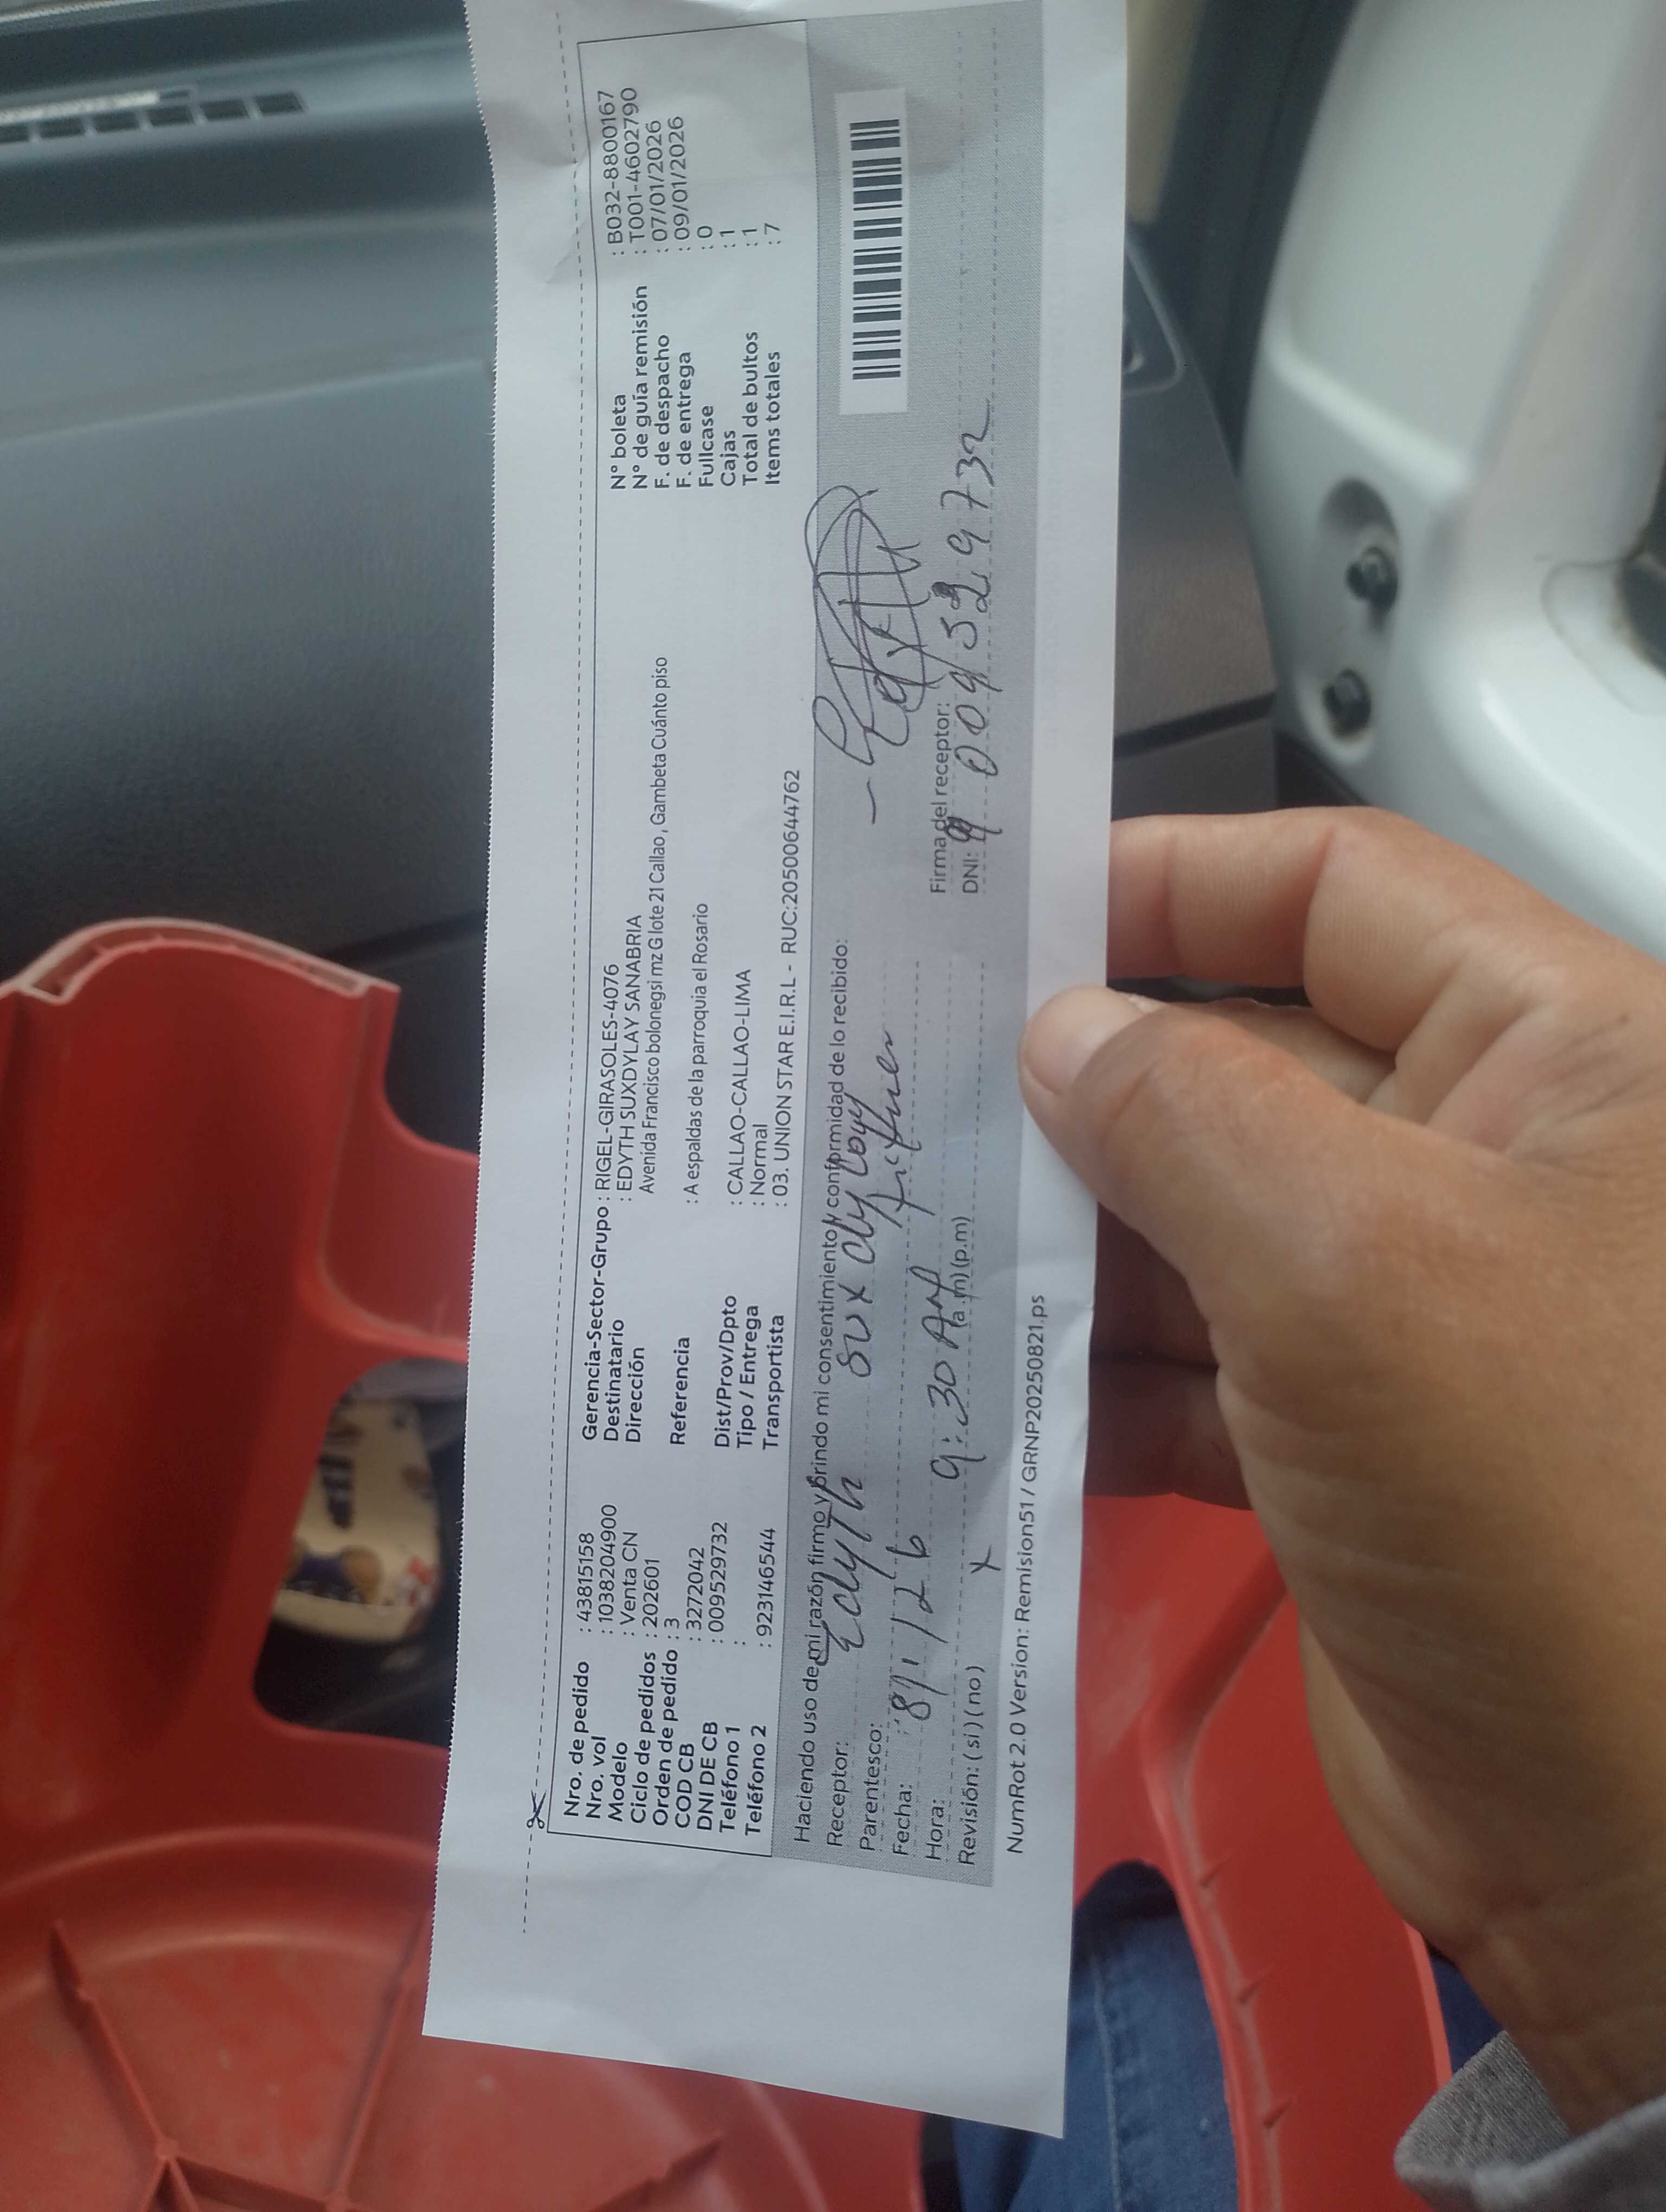 Nro. de pedido : 43815158
Nro. vol : 1038204900
Modelo : Venta CN
Ciclo de pedidos : 202601
Orden de pedido : 3
COD CB : 3272042
DNI DE CB : 009529732
Teléfono 1 :
Teléfono 2 : 923146544
Gerencia-Sector-Grupo : RIGEL-GIRASOLES-4076
Destinatario : EDYTH SUXDYLAY SANABRIA
Dirección Avenida Francisco bolonegsi mz G lote 21 Callao , Gambeta Cuánto piso
Referencia : A espaldas de la parroquia el Rosario
Dist/Prov/Dpto : CALLAO-CALLAO-LIMA
Tipo / Entrega : Normal
Transportista : 03. UNION STAR E.I.R.L - RUC:20500644762
N° boleta : B032-8800167
N° de guía remisión : T001-4602790
F. de despacho : 07/01/2026
F. de entrega : 09/01/2026
Fullcase : 0
Cajas : 1
Total de bultos : 1
Items totales : 7
Haciendo uso de mi razón firmo y brindo mi consentimiento y conformidad de lo recibido:
Receptor: Edyth
Parentesco:
Fecha: 8/1/26
Hora: 9:30 AM (a.m) (p.m)
Revisión: (si) (no) x
Firma del receptor:
DNI: 009529732
NumRot 2.0 Version: Remision51 / GRNP20250821.ps